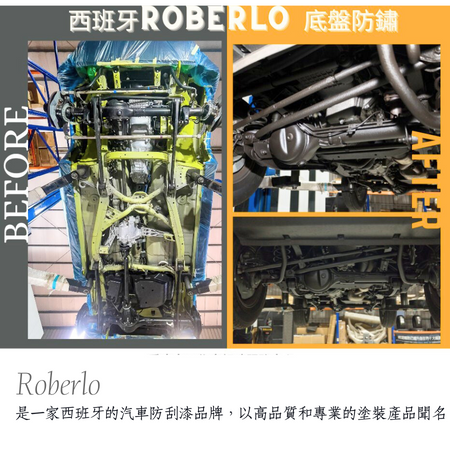 西班牙ROBERLO 底盤防鏽
BEFORE
AFTER
Roberlo
是一家西班牙的汽車防刮漆品牌，以高品質和專業的塗裝產品聞名